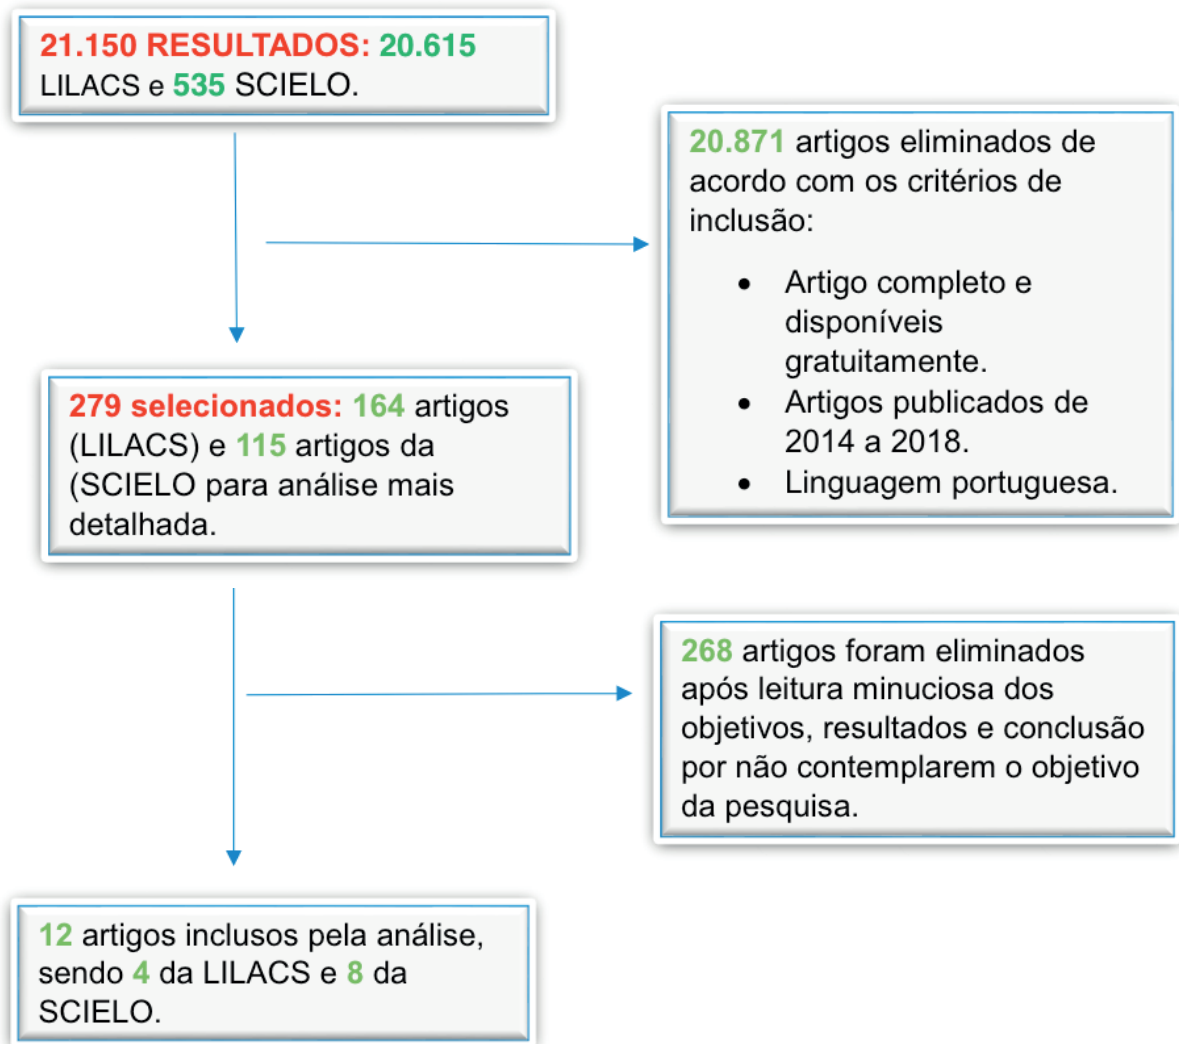 21.150 RESULTADOS: 20.615
LILACS e 535 SCIELO.
20.871 artigos eliminados de
acordo com os critérios de
inclusão:
• Artigo completo e
disponíveis
gratuitamente.
• Artigos publicados de
2014 a 2018.
• Linguagem portuguesa.
279 selecionados: 164 artigos
(LILACS) e 115 artigos da
(SCIELO para análise mais
detalhada.
268 artigos foram eliminados
após leitura minuciosa dos
objetivos, resultados e conclusão
por não contemplarem o objetivo
da pesquisa.
12 artigos inclusos pela análise,
sendo 4 da LILACS e 8 da
SCIELO.